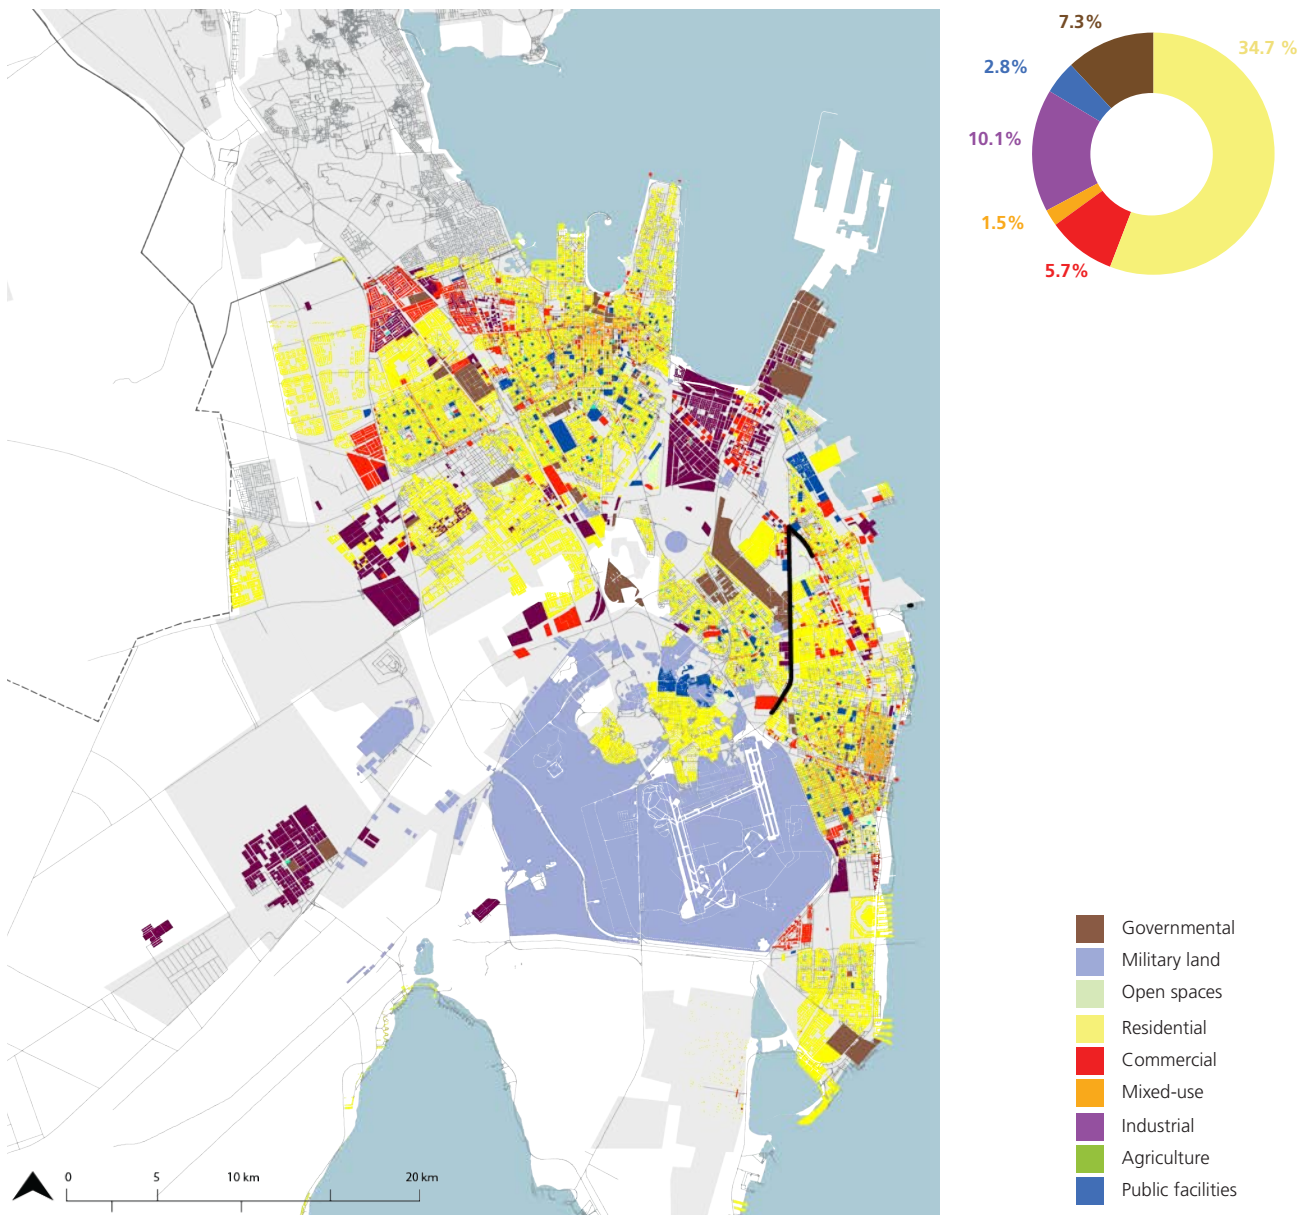 7.3%
34.7 %
2.8%
10.1%
1.5%
5.7%
Governmental
Military land
Open spaces
Residential
Commercial
Mixed-use
Industrial
Agriculture
Public facilities
0 5 10 km 20 km